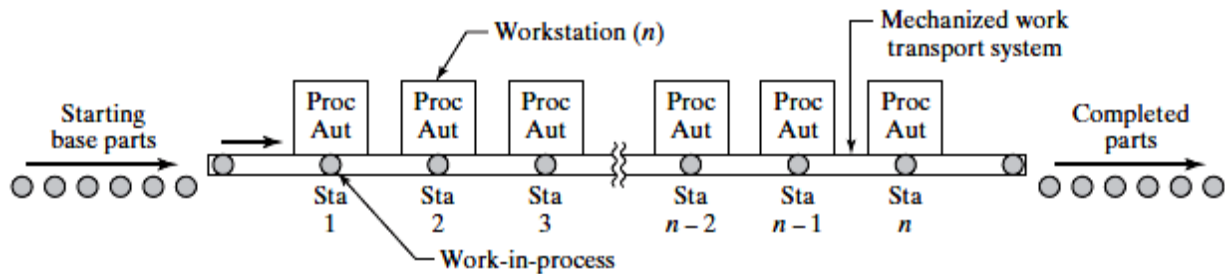 Workstation (n)
Mechanized work
transport system
Starting
base parts
Proc
Aut
Proc
Aut
Proc
Aut
Proc
Aut
Proc
Aut
Proc
Aut
Completed
parts
Sta
1
Sta
2
Sta
3
Sta
n – 2
Sta
n – 1
Sta
n
Work-in-process